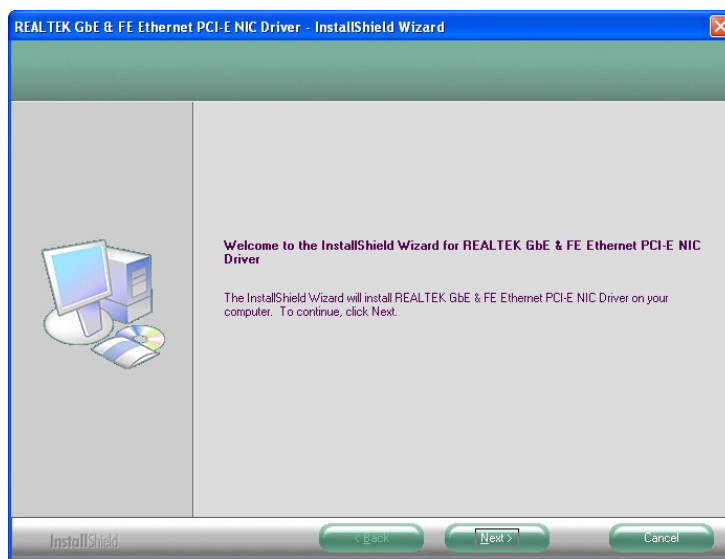 REALTEK GbE & FE Ethernet PCI-E NIC Driver - InstallShield Wizard
Welcome to the InstallShield Wizard for REALTEK GbE & FE Ethernet PCI-E NIC
Driver
The InstallShield Wizard will install REALTEK GbE & FE Ethernet PCI-E NIC Driver on your
computer. To continue, click Next.
InstallShield
< Back
Next >
Cancel